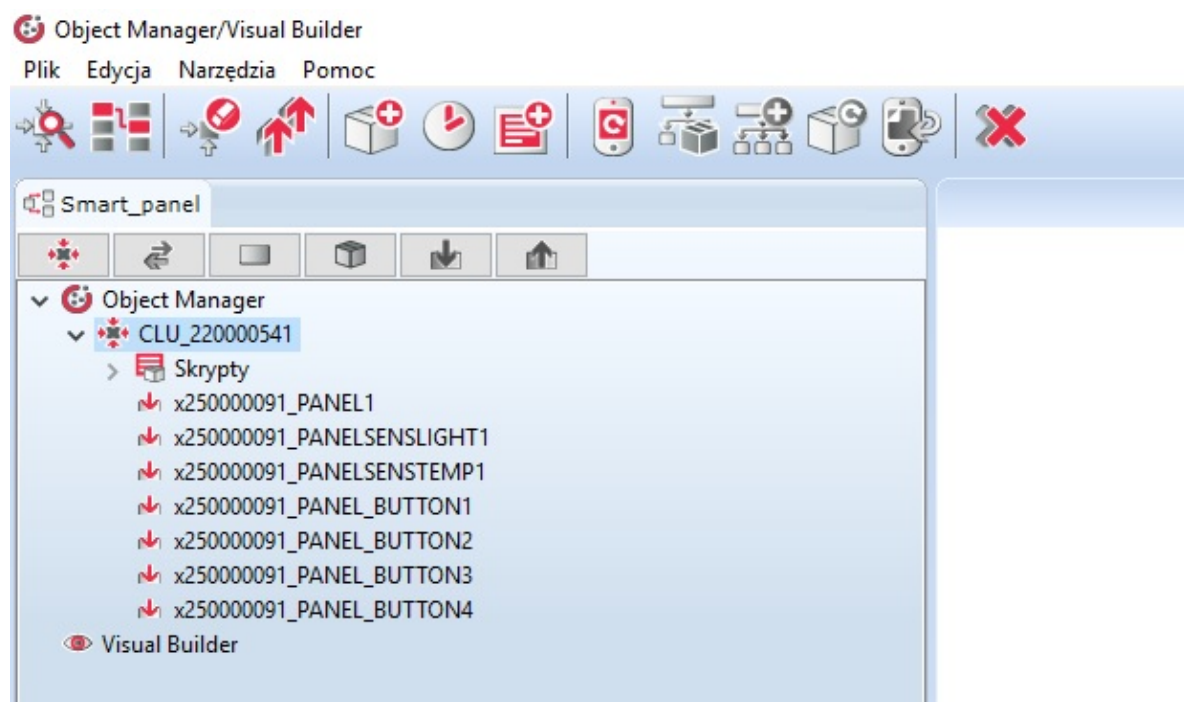 Object Manager/Visual Builder
Plik Edycja Narzędzia Pomoc
Smart_panel
Object Manager
CLU_220000541
Skrypty
x250000091_PANEL1
x250000091_PANELSENSLIGHT1
x250000091_PANELSENSTEMP1
x250000091_PANEL_BUTTON1
x250000091_PANEL_BUTTON2
x250000091_PANEL_BUTTON3
x250000091_PANEL_BUTTON4
Visual Builder